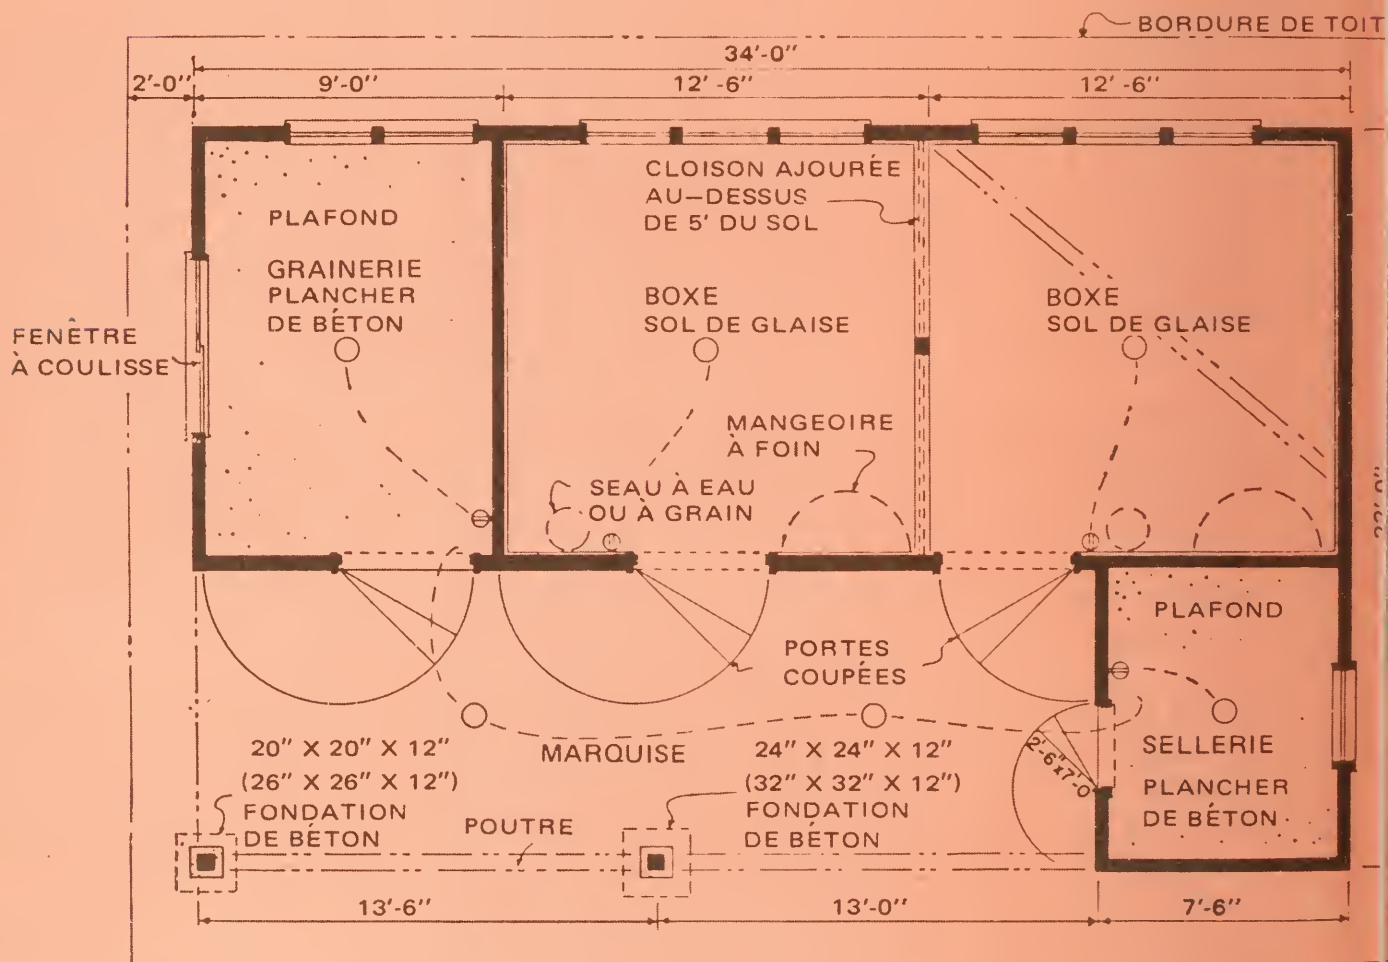 BORDURE DE TOIT
34'-0"
2'-0"
9'-0"
12'-6"
12'-6"
CLOISON AJOURÉE
AU-DESSUS
DE 5' DU SOL
PLAFOND
GRAINERIE
PLANCHER
DE BÉTON
BOXE
SOL DE GLAISE
BOXE
SOL DE GLAISE
FENÊTRE
À COULISSE
MANGEOIRE
À FOIN
SEAU À EAU
OU À GRAIN
PLAFOND
PORTES
COUPÉES
20" X 20" X 12"
(26" X 26" X 12")
FONDATION
DE BÉTON
MARQUISE
24" X 24" X 12"
(32" X 32" X 12")
FONDATION
DE BÉTON
2'-6"x7'-0"
SELLERIE
PLANCHER
DE BÉTON
POUTRE
13'-6"
13'-0"
7'-6"